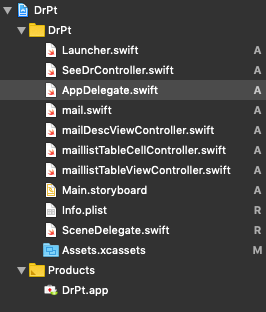 DrPt
DrPt
Launcher.swift A
SeeDrController.swift A
AppDelegate.swift A
mail.swift A
mailDescViewController.swift A
maillistTableCellController.swift A
maillistTableViewController.swift A
Main.storyboard A
Info.plist R
SceneDelegate.swift R
Assets.xcassets M
Products
DrPt.app